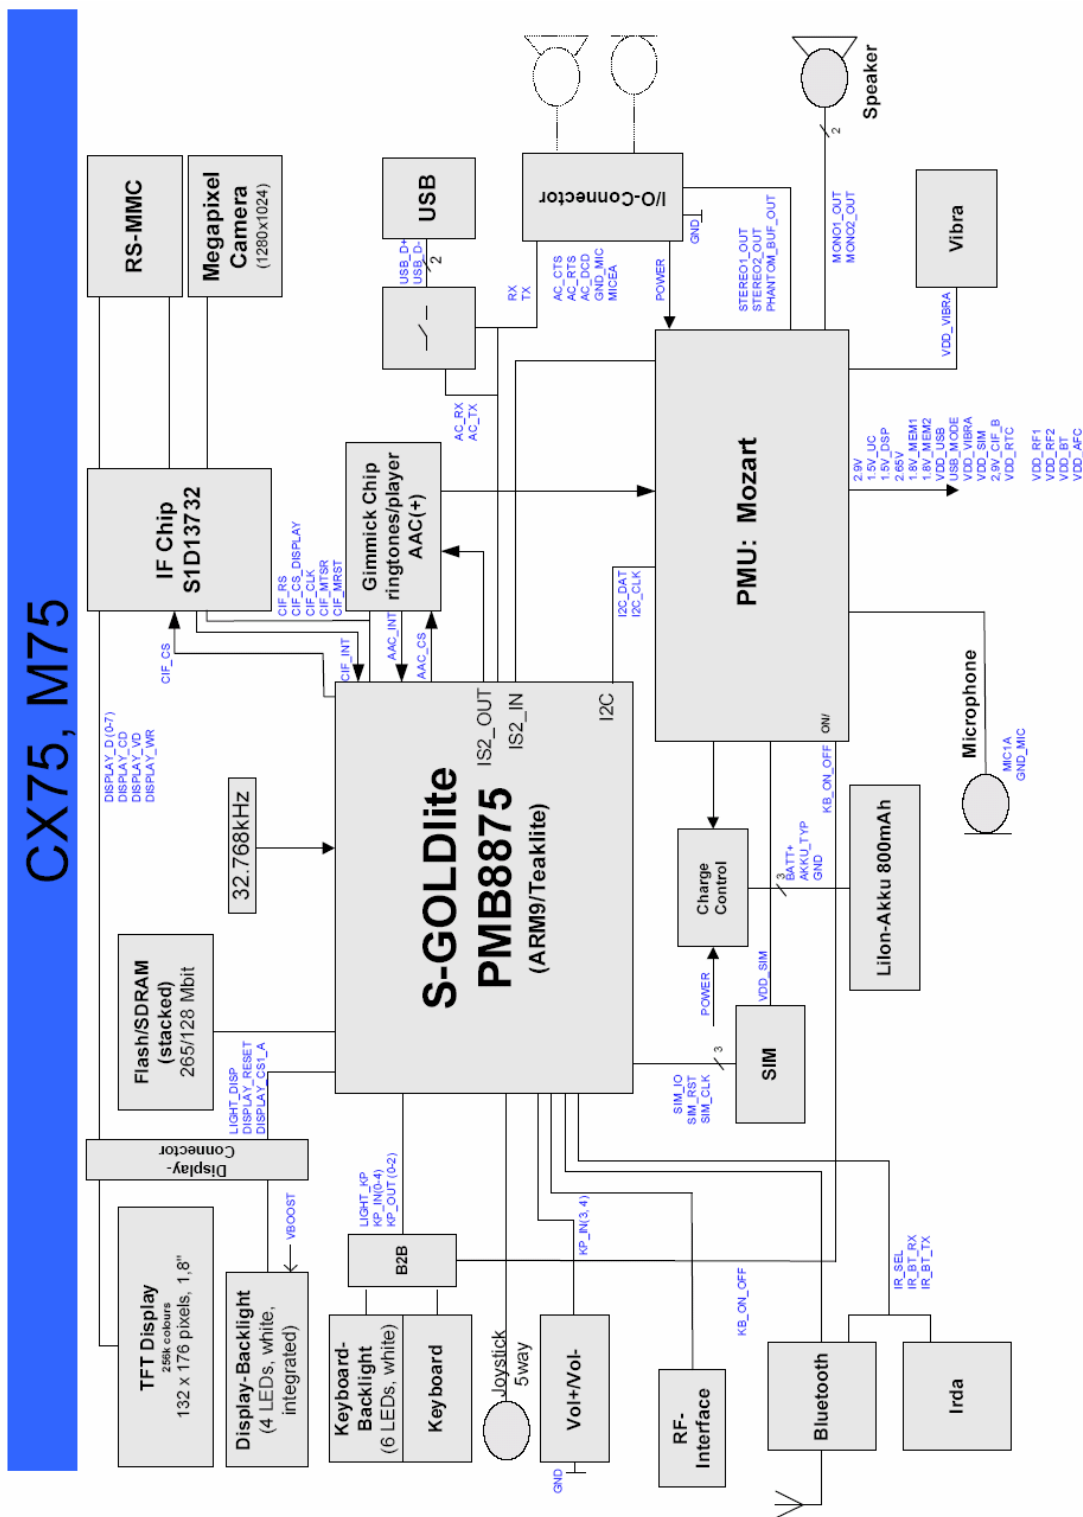 CX75, M75
TFT Display
256k colours
132 x 176 pixels, 1,8"
Display-Backlight
(4 LEDs, white,
integrated)
VBOOST
Display-
Connector
LIGHT_DISP
DISPLAY_RESET
DISPLAY_CS1_A
Flash/SDRAM
(stacked)
265/128 Mbit
32.768kHz
DISPLAY_D (0-7)
DISPLAY_CD
DISPLAY_VD
DISPLAY_WR
CIF_CS
IF Chip
S1D13732
RS-MMC
Megapixel
Camera
(1280x1024)
CIF_RS
CIF_CS_DISPLAY
CIF_CLK
CIF_MTSR
CIF_MRST
CIF_INT
AAC_INT
AAC_CS
Gimmick Chip
ringtones/player
AAC(+)
Keyboard-
Backlight
(6 LEDs, white)
Keyboard
B2B
LIGHT_KP
KP_IN(0-4)
KP_OUT (0-2)
S-GOLDlite
PMB8875
(ARM9/Teaklite)
IS2_OUT
IS2_IN
I2C
AC_RX
AC_TX
USB_D+
USB_D-
2
USB
RX
TX
AC_CTS
AC_RTS
AC_DCD
GND_MIC
MICEA
I/O-Connector
Joystick
5way
Vol+/Vol-
GND
KP_IN(3, 4)
I2C_DAT
I2C_CLK
POWER
GND
RF-
Interface
SIM_IO
SIM_RST
SIM_CLK
3
POWER
Charge
Control
PMU: Mozart
ON/
STEREO1_OUT
STEREO2_OUT
PHANTOM_BUF_OUT
KB_ON_OFF
SIM
VDD_SIM
BATT+
AKKU_TYP
GND
3
KB_ON_OFF
MONO1_OUT
MONO2_OUT
2
Speaker
Bluetooth
IR_SEL
IR_BT_RX
IR_BT_TX
LiIon-Akku 800mAh
2.9V
1.5V_UC
1.5V_DSP
2.65V
1.8V_MEM1
1.8V_MEM2
VDD_USB
USB_MODE
VDD_VIBRA
VDD_SIM
2,9V_CIF_B
VDD_RTC
VDD_RF1
VDD_RF2
VDD_BT
VDD_AFC
VDD_VIBRA
Vibra
Irda
Microphone
MIC1A
GND_MIC